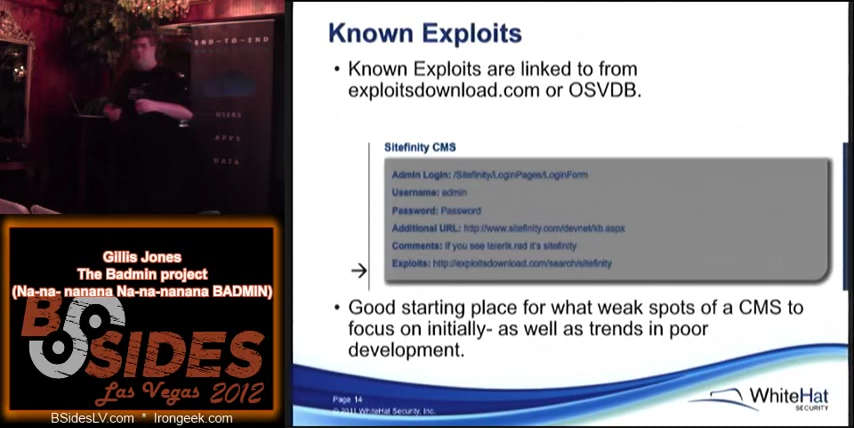 END-TO-END
USERS
APPS
DATA
Gillis Jones
The Badmin project
(Na-na- nanana Na-na-nanana BADMIN)
BSIDES
Las Vegas 2012
BSidesLV.com * Irongeek.com
Known Exploits
• Known Exploits are linked to from
exploitsdownload.com or OSVDB.
Sitefinity CMS
Admin Login: /Sitefinity/LoginPages/LoginForm
Username: admin
Password: Password
Additional URL: http://www.sitefinity.com/devnet/kb.aspx
Comments: if you see telerik.rad it's sitefinity
Exploits: http://exploitsdownload.com/search/sitefinity
• Good starting place for what weak spots of a CMS to
focus on initially- as well as trends in poor
development.
Page 14
© 2011 WhiteHat Security, Inc.
WhiteHat
SECURITY